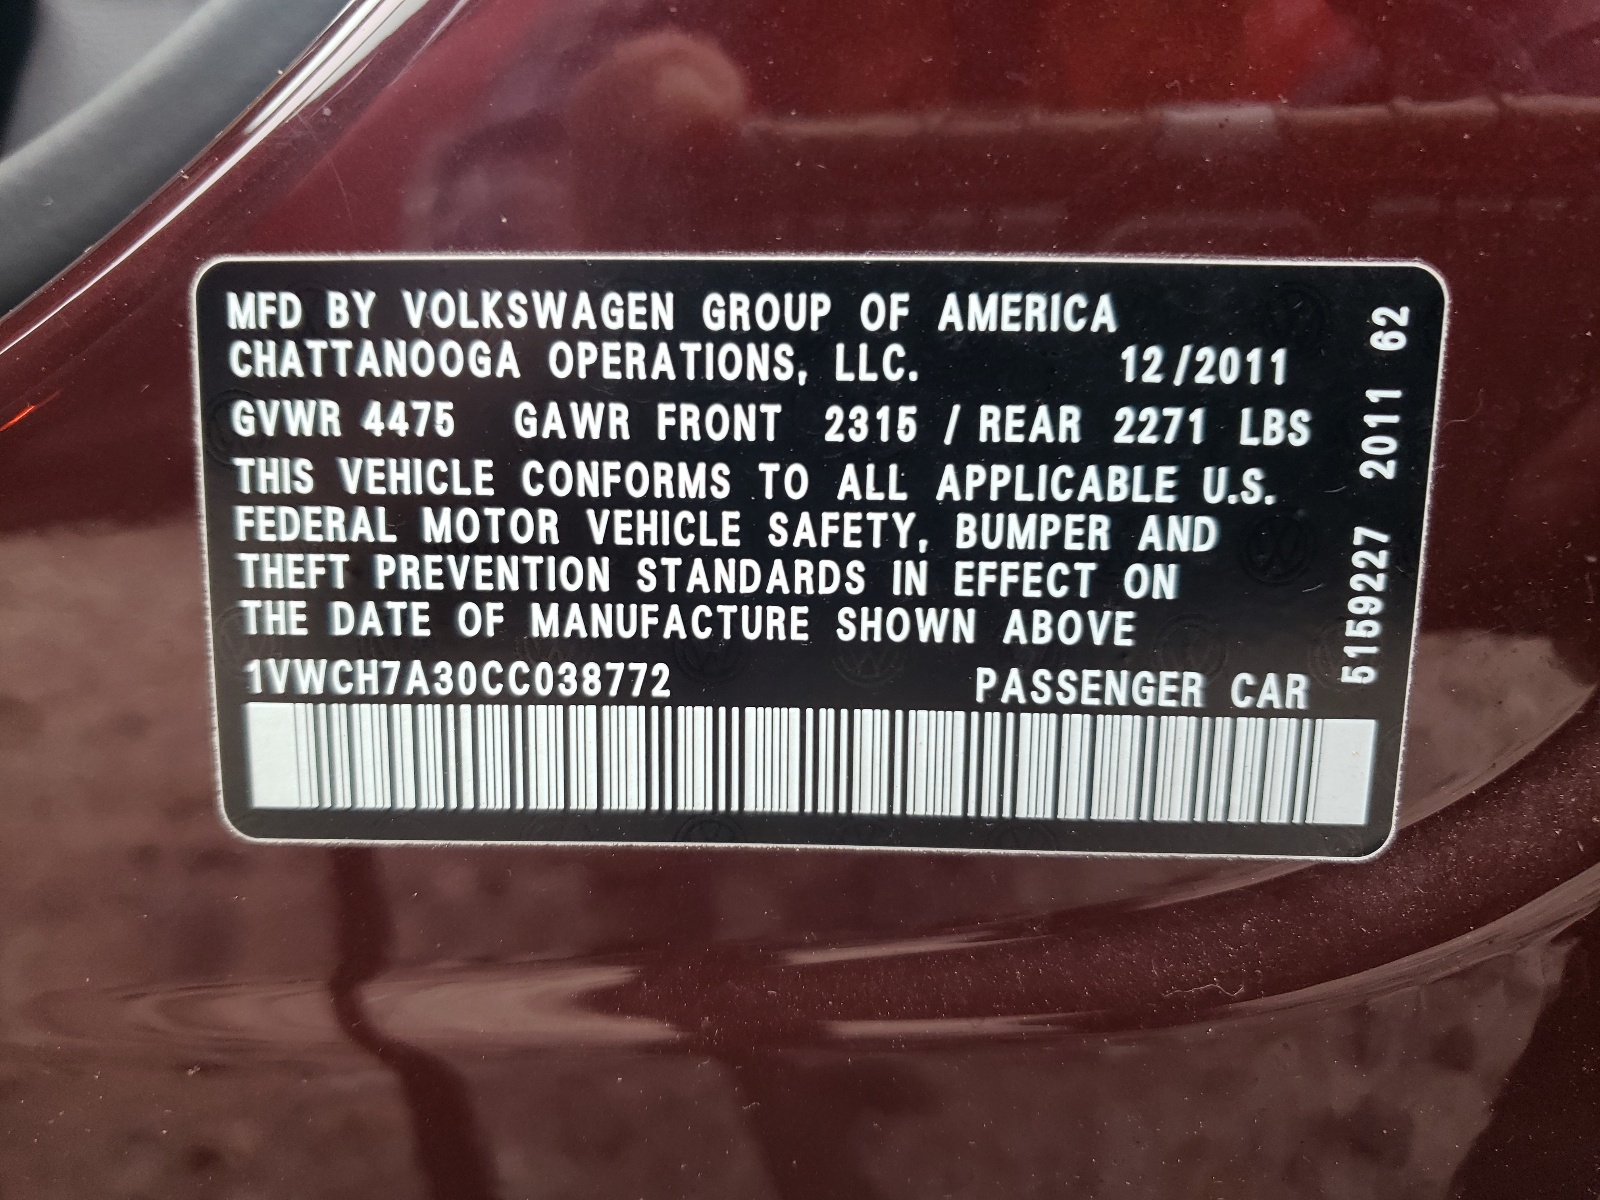 MFD BY VOLKSWAGEN GROUP OF AMERICA
CHATTANOOGA OPERATIONS, LLC. 12/2011
GVWR 4475 GAWR FRONT 2315 / REAR 2271 LBS
THIS VEHICLE CONFORMS TO ALL APPLICABLE U.S.
FEDERAL MOTOR VEHICLE SAFETY, BUMPER AND
THEFT PREVENTION STANDARDS IN EFFECT ON
THE DATE OF MANUFACTURE SHOWN ABOVE
1VWCH7A30CC038772 PASSENGER CAR
5159227 2011 62